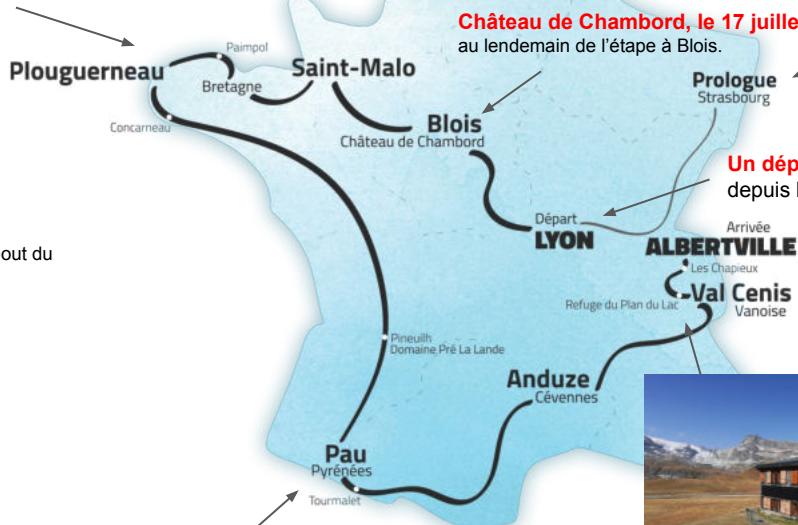 Château de Chambord, le 17 juille
au lendemain de l'étape à Blois.
Paimpol
Plouguerneau
Saint-Malo
Bretagne
Prologue
Strasbourg
Concarneau
Blois
Château de Chambord
Un dép
depuis l
Départ
LYON
Arrivée
ALBERTVILLE
out du
Les Chapieux
Val Cenis
Refuge du Plan du Lac
Vanoise
Pineuilh
Domaine Pré La Lande
Anduze
Cévennes
Pau
Pyrénées
Tourmalet